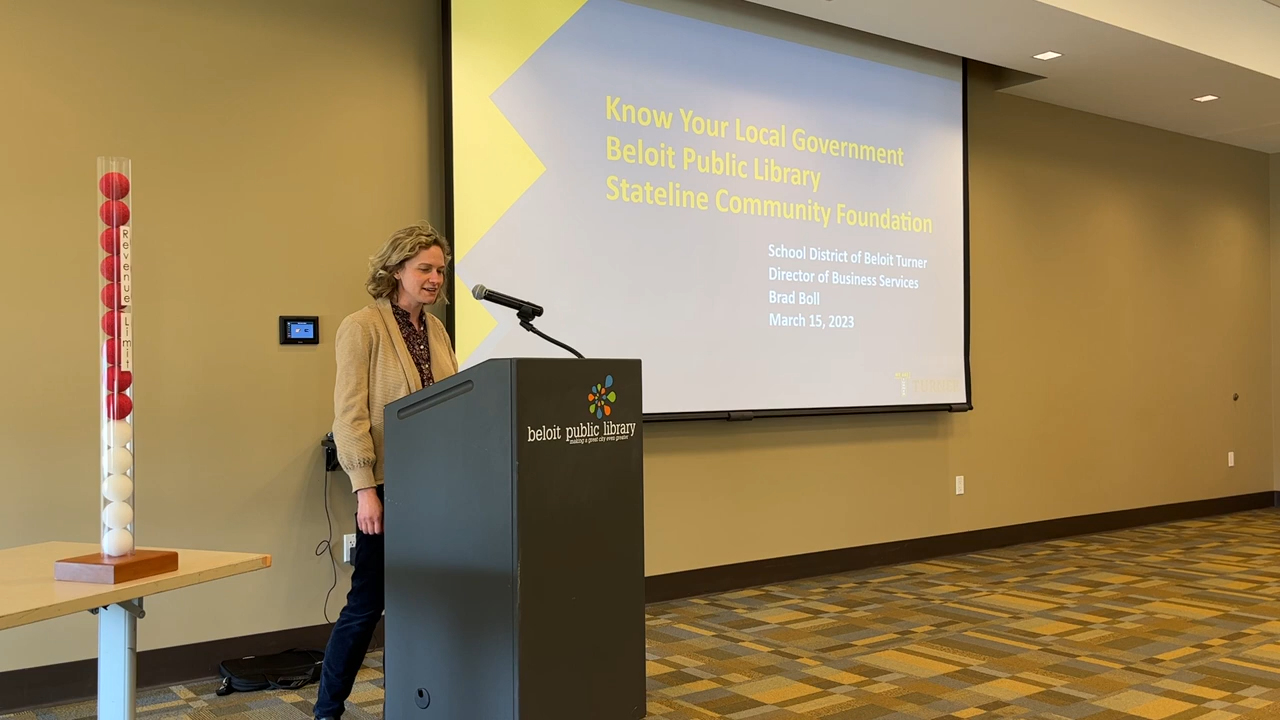 Know Your Local Government
Beloit Public Library
Stateline Community Foundation
School District of Beloit Turner
Director of Business Services
Brad Boll
March 15, 2023
Revenue Limit
beloit public library
making a great city even greater